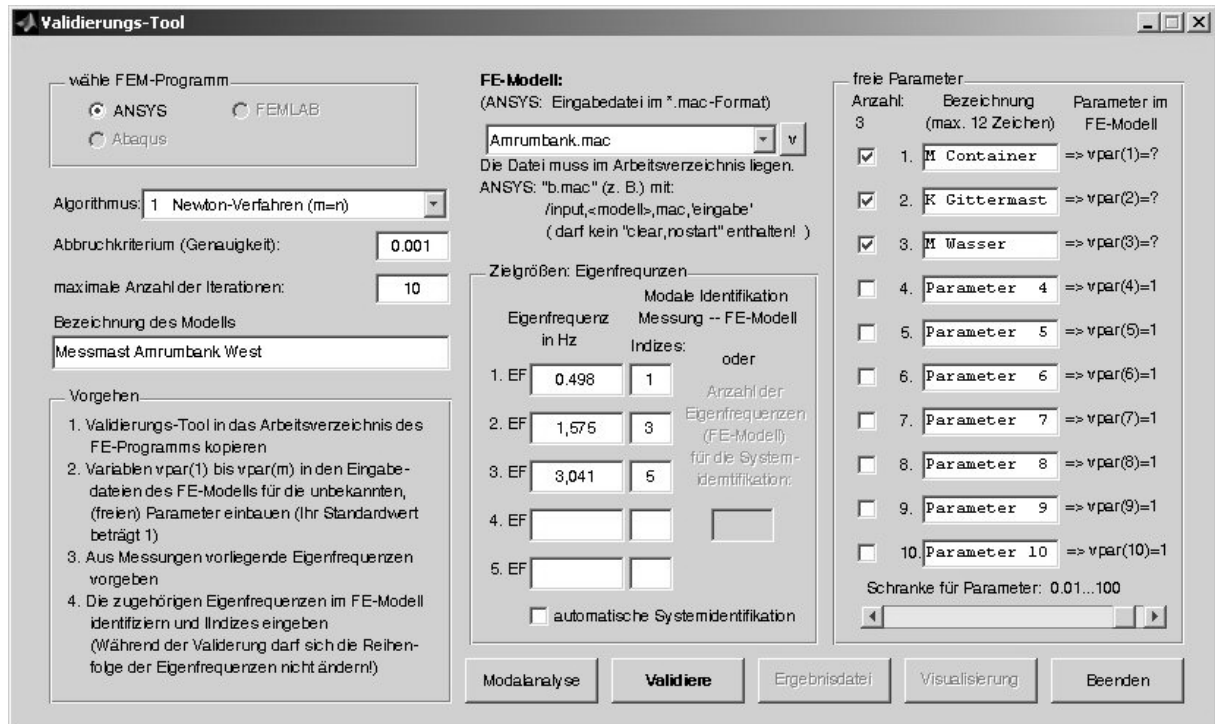 Validierungs-Tool
wähle FEM-Programm
ANSYS
FEMLAB
Abaqus
Algorithmus:
1 Newton-Verfahren (m=n)
Abbruchkriterium (Genauigkeit):
0.001
maximale Anzahl der Iterationen:
10
Bezeichnung des Modells
Messmast Amrumbank West
Vorgehen
1. Validierungs-Tool in das Arbeitsverzeichnis des
FE-Programms kopieren
2. Variablen vpar(1) bis vpar(m) in den Eingabe-
dateien des FE-Modells für die unbekannten,
(freien) Parameter einbauen (Ihr Standardwert
beträgt 1)
3. Aus Messungen vorliegende Eigenfrequenzen
vorgeben
4. Die zugehörigen Eigenfrequenzen im FE-Modell
identifiziern und IIndizes eingeben
(Während der Validerung darf sich die Reihen-
folge der Eigenfrequenzen nicht ändern!)
FE-Modell:
(ANSYS: Eingabedatei im *.mac-Format)
Amrumbank.mac
v
Die Datei muss im Arbeitsverzeichnis liegen.
ANSYS: "b.mac" (z. B.) mit:
/input,<modell>,mac,'eingabe'
( darf kein "clear,nostart" enthalten! )
Zielgrößen: Eigenfrequnzen
Eigenfrequenz
in Hz
Modale Identifikation
Messung -- FE-Modell
Indizes:
oder
1. EF 0.498 1
2. EF 1,575 3
3. EF 3,041 5
4. EF
5. EF
Anzahl der
Eigenfrequenzen
(FE-Modell)
für die System-
idemtifikation:
automatische Systemidentifikation
freie Parameter
Anzahl:
3
Bezeichnung
(max. 12 Zeichen)
Parameter im
FE-Modell
1. M Container => vpar(1)=?
2. K Gittermast => vpar(2)=?
3. M Wasser => vpar(3)=?
4. Parameter 4 => vpar(4)=1
5. Parameter 5 => vpar(5)=1
6. Parameter 6 => vpar(6)=1
7. Parameter 7 => vpar(7)=1
8. Parameter 8 => vpar(8)=1
9. Parameter 9 => vpar(9)=1
10. Parameter 10 => vpar(10)=1
Schranke für Parameter: 0.01...100
Modalanalyse
Validiere
Ergebnisdatei
Visualisierung
Beenden